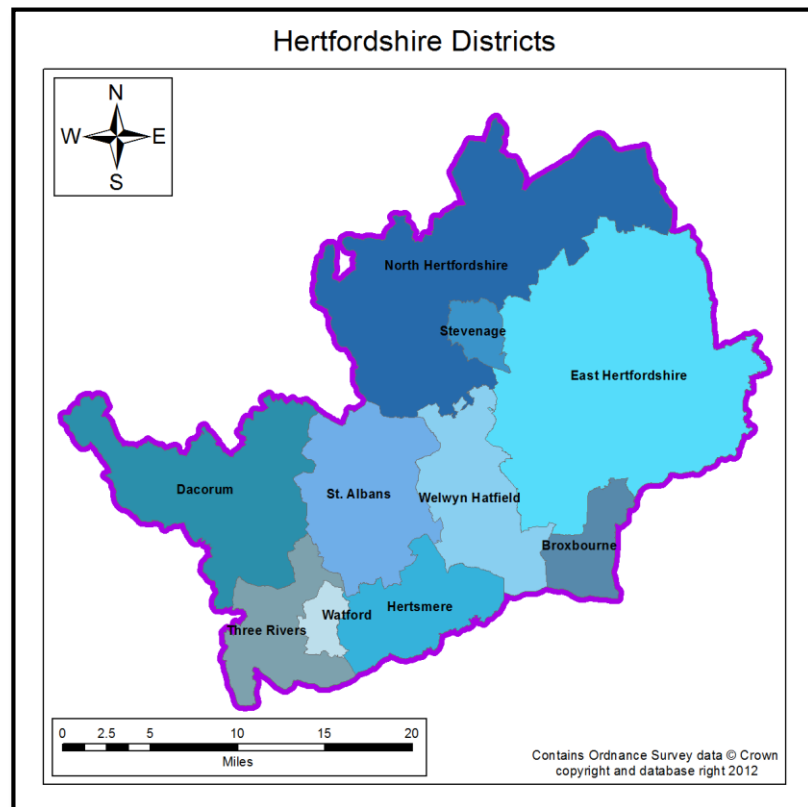 Hertfordshire Districts
N
W E
S
North Hertfordshire
Stevenage
East Hertfordshire
Dacorum
St. Albans
Welwyn Hatfield
Broxbourne
Hertsmere
Watford
Three Rivers
0 2.5 5 10 15 20
Miles
Contains Ordnance Survey data © Crown
copyright and database right 2012